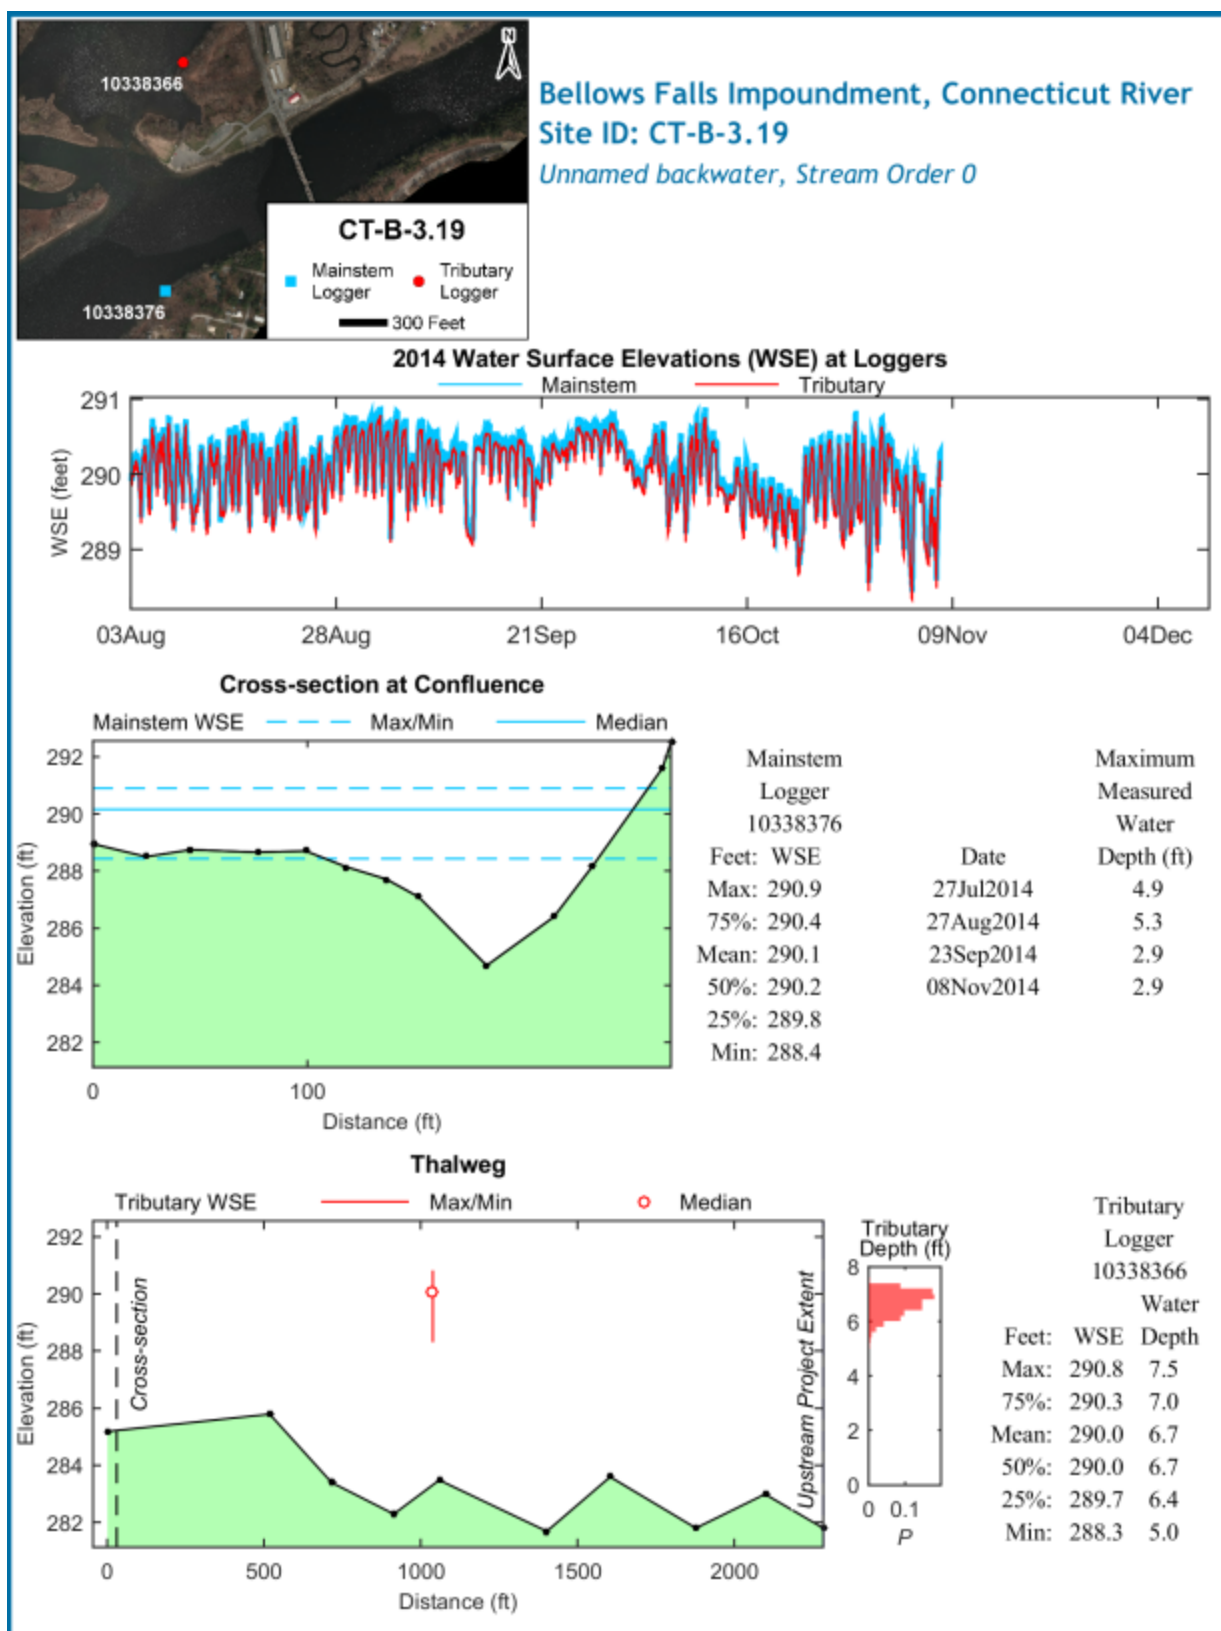 N
10338366
10338376
CT-B-3.19
Mainstem Logger
Tributary Logger
300 Feet
Bellows Falls Impoundment, Connecticut River
Site ID: CT-B-3.19
Unnamed backwater, Stream Order 0
2014 Water Surface Elevations (WSE) at Loggers
Mainstem Tributary
WSE (feet)
291
290
289
03Aug 28Aug 21Sep 16Oct 09Nov 04Dec
Cross-section at Confluence
Mainstem WSE Max/Min Median
Elevation (ft)
292
290
288
286
284
282
0 100
Distance (ft)
Mainstem
Logger
10338376
Feet: WSE
Max: 290.9
75%: 290.4
Mean: 290.1
50%: 290.2
25%: 289.8
Min: 288.4
Maximum
Measured
Water
Date Depth (ft)
27Jul2014 4.9
27Aug2014 5.3
23Sep2014 2.9
08Nov2014 2.9
Thalweg
Tributary WSE Max/Min Median
Elevation (ft)
292
290
288
286
284
282
Cross-section
Upstream Project Extent
0 500 1000 1500 2000
Distance (ft)
Tributary
Depth (ft)
8
6
4
2
0
0 0.1
P
Tributary
Logger
10338366
Water
Feet: WSE Depth
Max: 290.8 7.5
75%: 290.3 7.0
Mean: 290.0 6.7
50%: 290.0 6.7
25%: 289.7 6.4
Min: 288.3 5.0